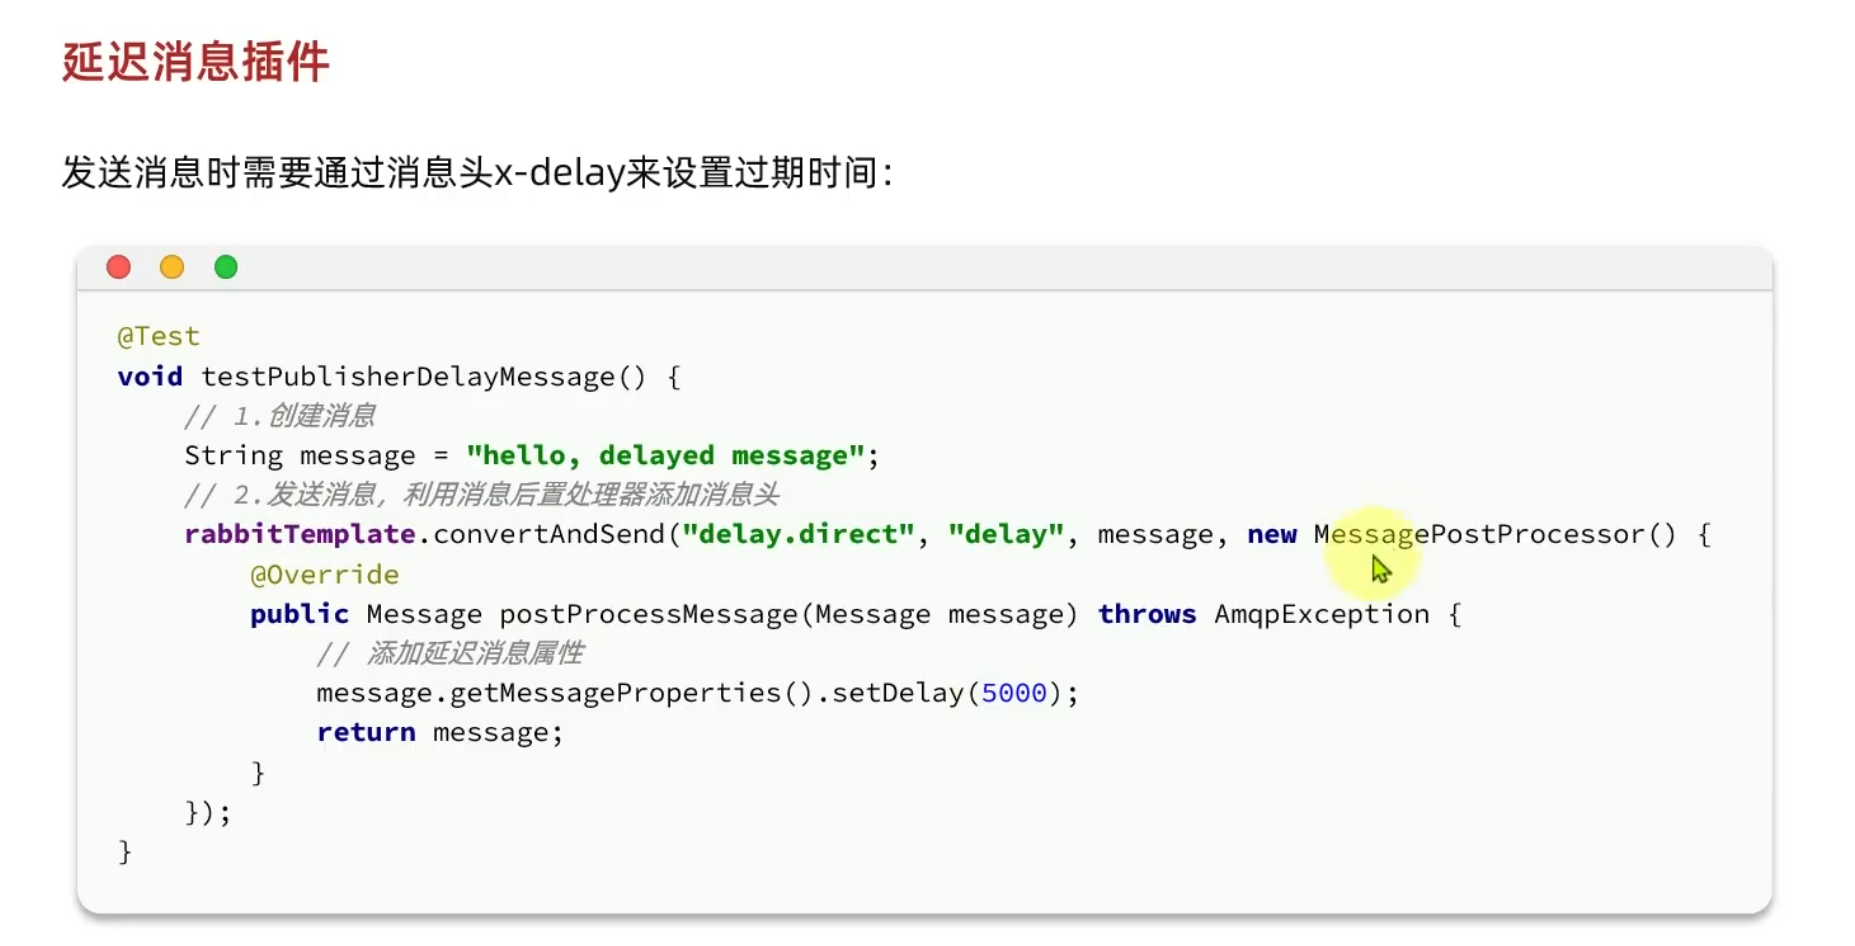 延迟消息插件
发送消息时需要通过消息头x-delay来设置过期时间：
@Test
void testPublisherDelayMessage() {
// 1.创建消息
String message = "hello, delayed message";
// 2.发送消息，利用消息后置处理器添加消息头
rabbitTemplate.convertAndSend("delay.direct", "delay", message, new MessagePostProcessor() {
@Override
public Message postProcessMessage(Message message) throws AmqpException {
// 添加延迟消息属性
message.getMessageProperties().setDelay(5000);
return message;
}
});
}